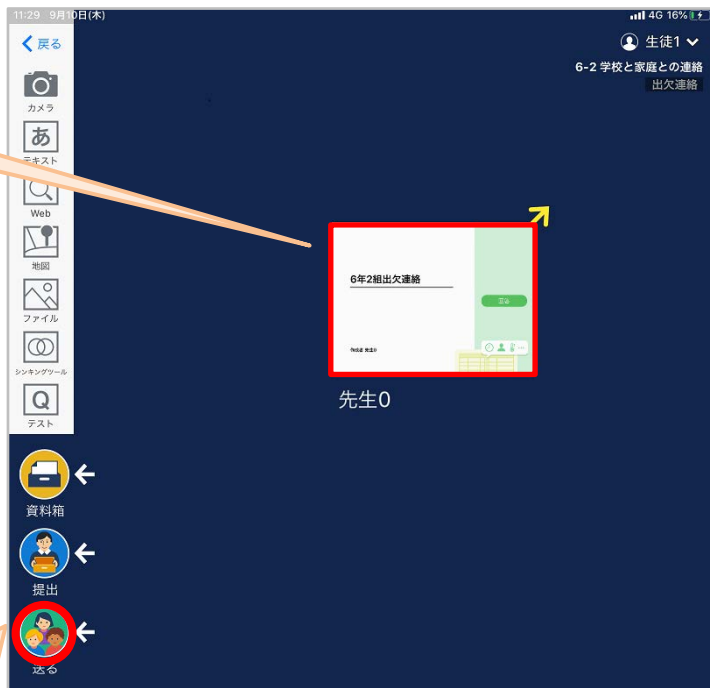 11:29 9月10日(木)
4G 16%
戻る
生徒1
6-2 学校と家庭との連絡
出欠連絡
カメラ
あ
テキスト
Web
地図
ファイル
シンキングツール
Q
テスト
6年2組出欠連絡
先生0
資料箱
提出
送る